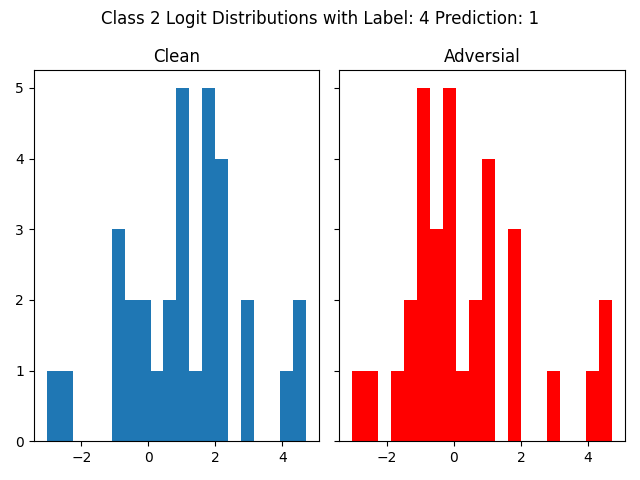 Class 2 Logit Distributions with Label: 4 Prediction: 1
Clean
Adversial
5
4
3
2
1
0
−2 0 2 4
−2 0 2 4